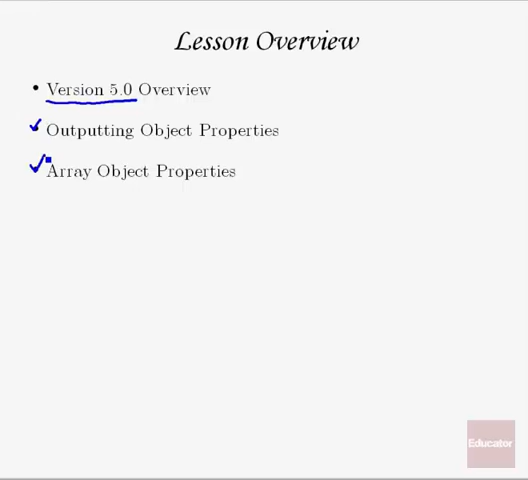 Lesson Overview
• Version 5.0 Overview
Outputting Object Properties
Array Object Properties
Educator